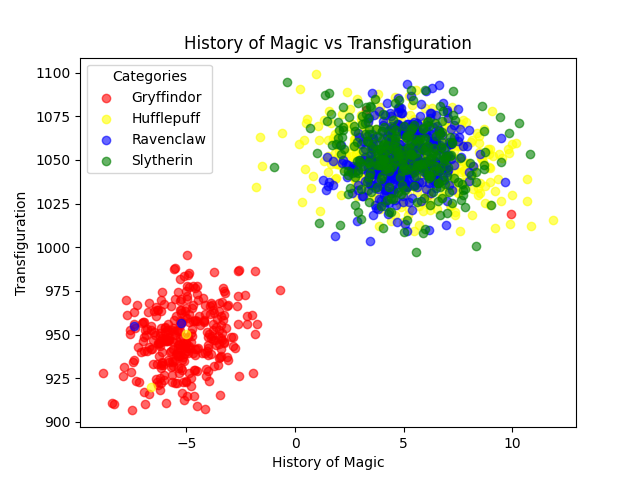 History of Magic vs Transfiguration
Categories
Gryffindor
Hufflepuff
Ravenclaw
Slytherin
Transfiguration
1100
1075
1050
1025
1000
975
950
925
900
−5
0
5
10
History of Magic